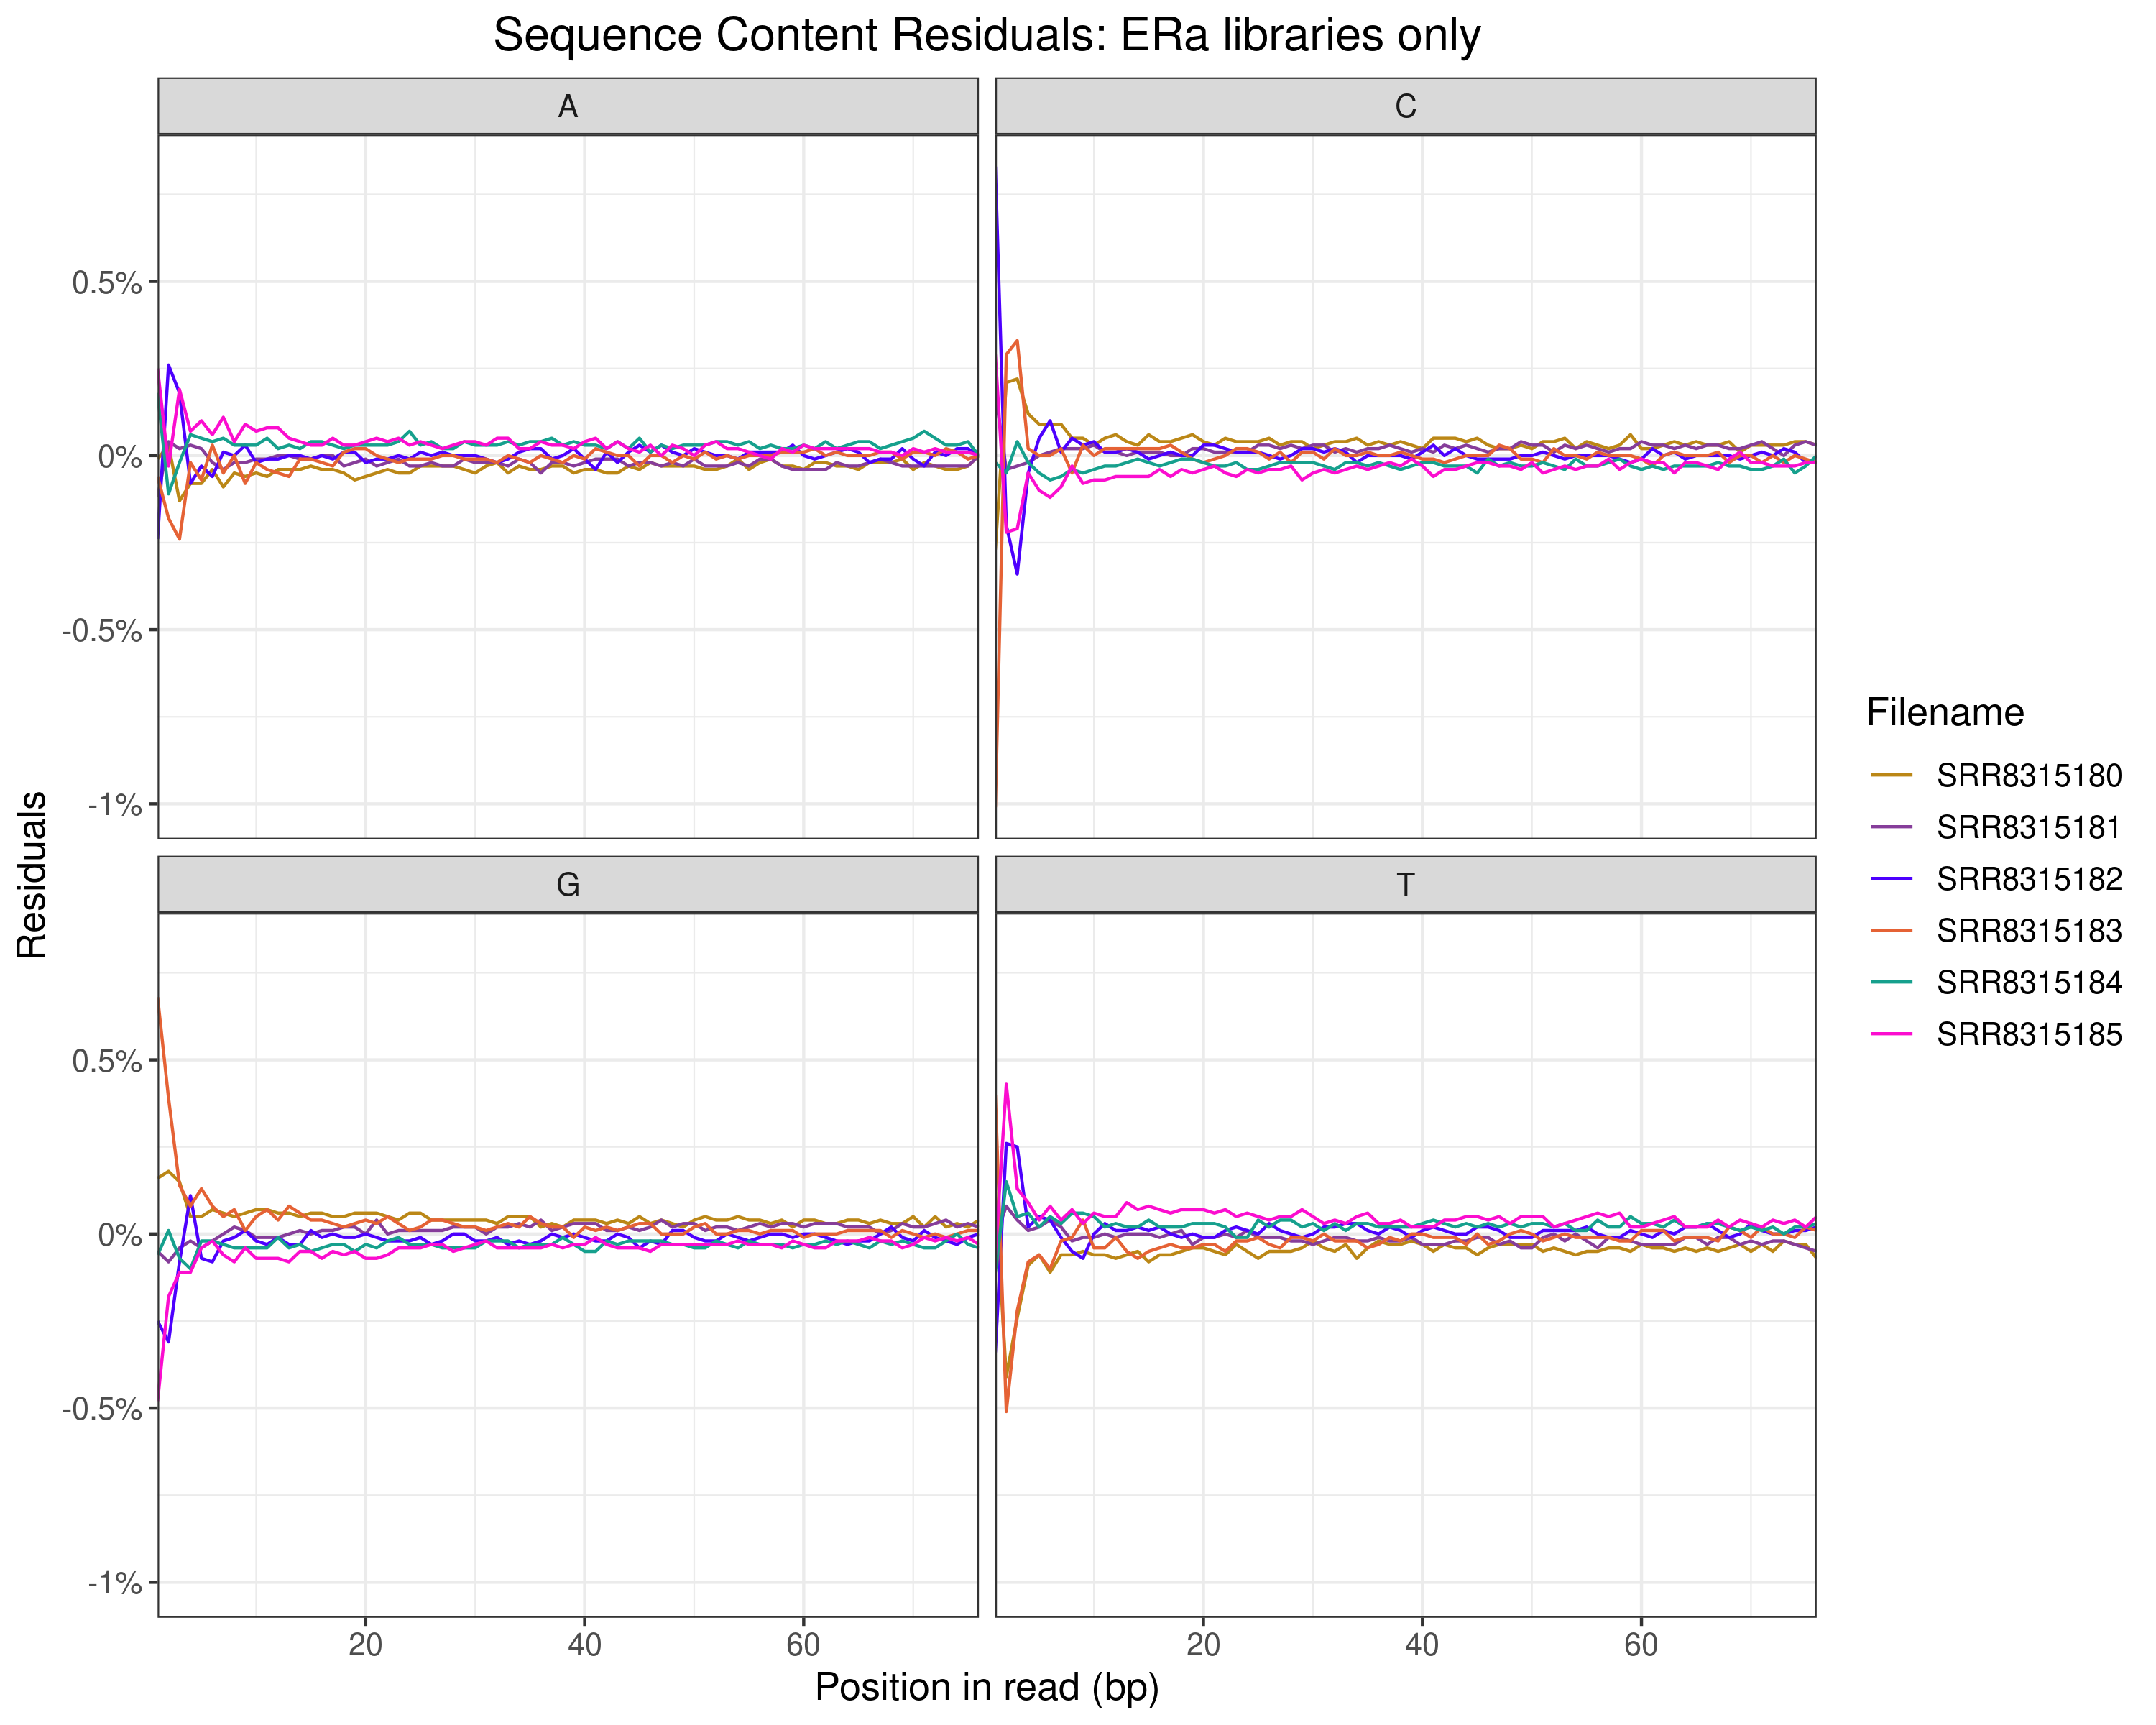 Sequence Content Residuals: ERa libraries only
A
C
0.5%
0%
-0.5%
-1%
G
T
0.5%
0%
-0.5%
-1%
20
40
60
20
40
60
Position in read (bp)
Residuals
Filename
SRR8315180
SRR8315181
SRR8315182
SRR8315183
SRR8315184
SRR8315185